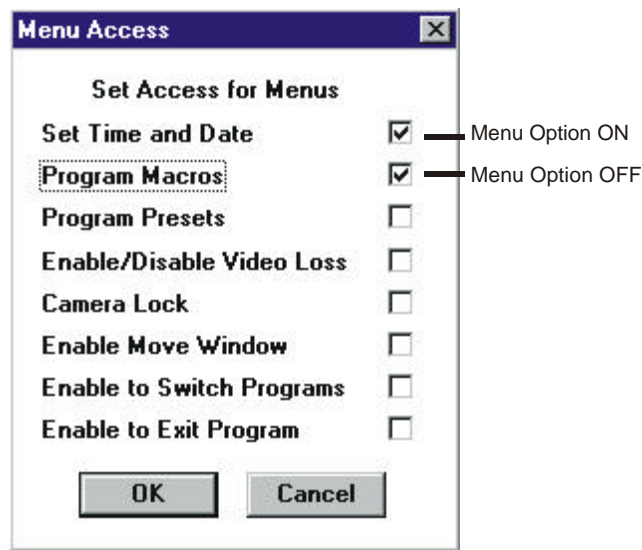 Menu Access
Set Access for Menus
Set Time and Date
Menu Option ON
Program Macros
Menu Option OFF
Program Presets
Enable/Disable Video Loss
Camera Lock
Enable Move Window
Enable to Switch Programs
Enable to Exit Program
OK
Cancel